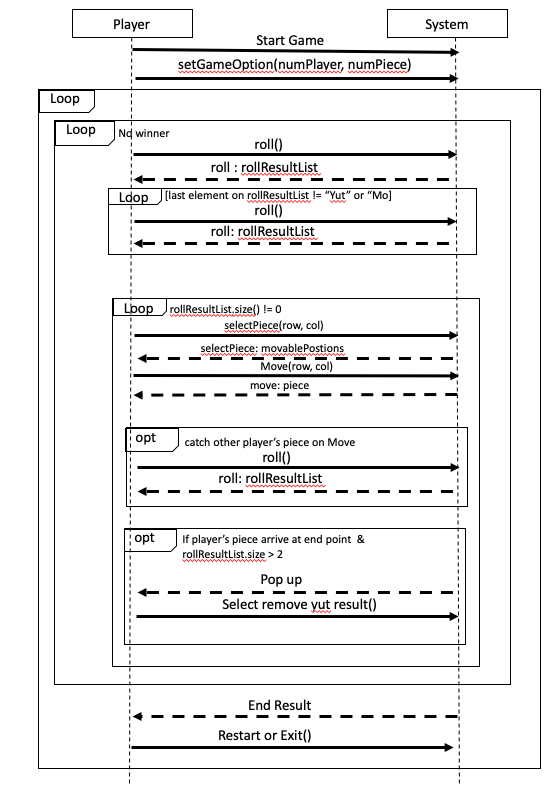 Player
System
Start Game
setGameOption(numPlayer, numPiece)
Loop
Loop
No winner
roll()
roll : rollResultList
Loop
[last element on rollResultList != “Yut” or “Mo]
roll()
roll: rollResultList
Loop
rollResultList.size() != 0
selectPiece(row, col)
selectPiece: movablePostions
Move(row, col)
move: piece
opt
catch other player’s piece on Move
roll()
roll: rollResultList
opt
If player’s piece arrive at end point &
rollResultList.size > 2
Pop up
Select remove yut result()
End Result
Restart or Exit()